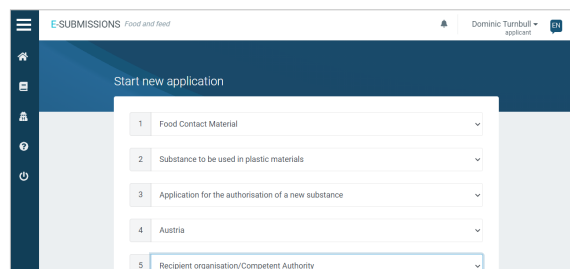 E-SUBMISSIONS Food and feed
Dominic Turnbull
applicant
EN
Start new application
1 Food Contact Material
2 Substance to be used in plastic materials
3 Application for the authorisation of a new substance
4 Austria
5 Recipient organisation/Competent Authority